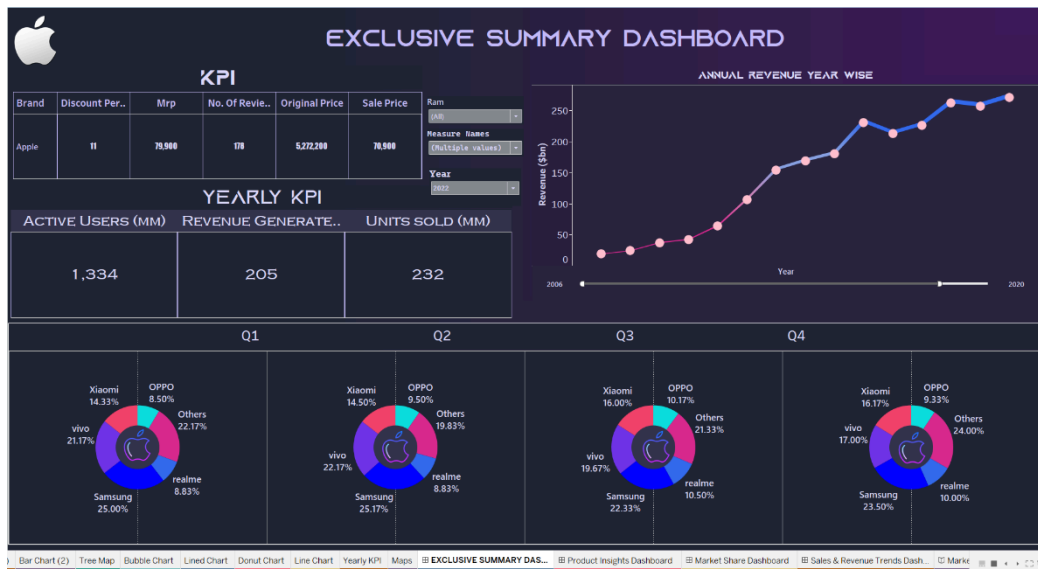 EXCLUSIVE SUMMARY DASHBOARD
KPI
Brand Discount Per.. Mrp No. Of Revie.. Original Price Sale Price
Apple 11 79,900 178 5,272,200 70,900
Ram
(All)
Measure Names
(Multiple values)
Year
2022
YEARLY KPI
ACTIVE USERS (MM) REVENUE GENERATE.. UNITS SOLD (MM)
1,334 205 232
ANNUAL REVENUE YEAR WISE
Revenue ($bn)
250
200
150
100
50
0
Year
2006 2020
Q1 Q2 Q3 Q4
Xiaomi
14.33%
OPPO
8.50%
Others
22.17%
vivo
21.17%
realme
8.83%
Samsung
25.00%
Xiaomi
14.50%
OPPO
9.50%
Others
19.83%
vivo
22.17%
realme
8.83%
Samsung
25.17%
Xiaomi
16.00%
OPPO
10.17%
Others
21.33%
vivo
19.67%
realme
10.50%
Samsung
22.33%
Xiaomi
16.17%
OPPO
9.33%
Others
24.00%
vivo
17.00%
realme
10.00%
Samsung
23.50%
Bar Chart (2) Tree Map Bubble Chart Lined Chart Donut Chart Line Chart Yearly KPI Maps EXCLUSIVE SUMMARY DAS... Product Insights Dashboard Market Share Dashboard Sales & Revenue Trends Dash... Marke